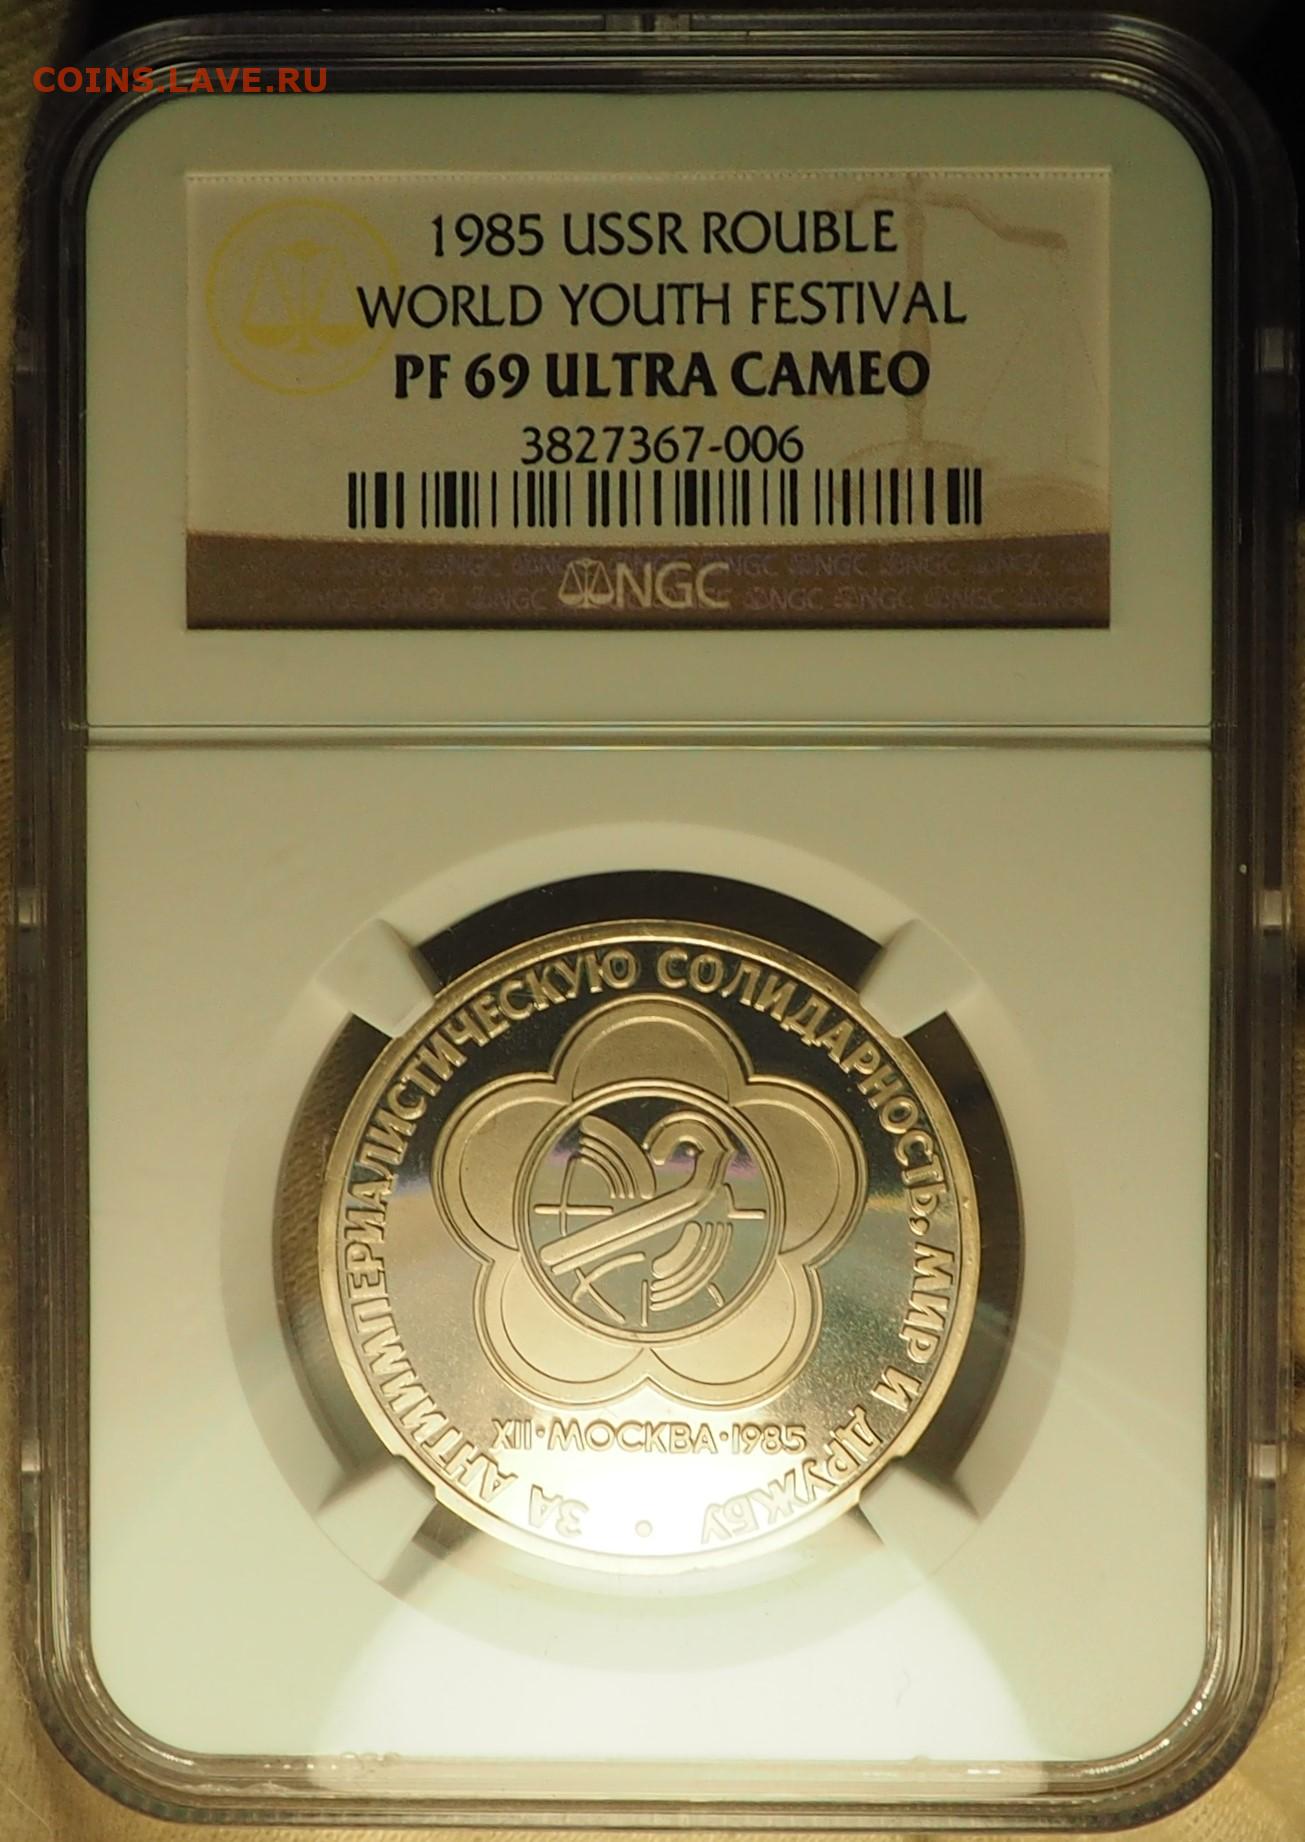 COINS.LAVE.RU
1985 USSR ROUBLE
WORLD YOUTH FESTIVAL
PF 69 ULTRA CAMEO
3827367-006
NGC
ЗА АНТИИМПЕРИАЛИСТИЧЕСКУЮ СОЛИДАРНОСТЬ, МИР И ДРУЖБУ •
XII•МОСКВА•1985